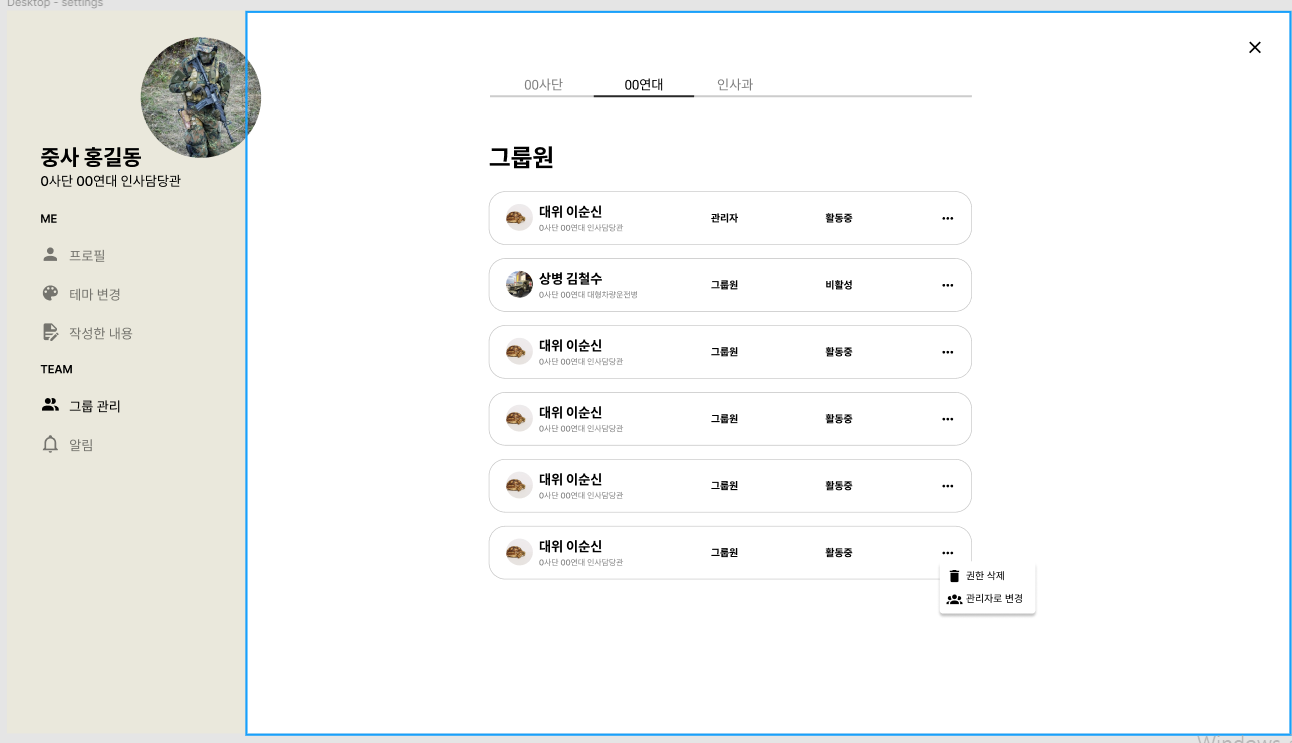 Desktop - settings
중사 홍길동
0사단 00연대 인사담당관
ME
프로필
테마 변경
작성한 내용
TEAM
그룹 관리
알림
00사단 00연대 인사과
그룹원
대위 이순신 관리자 활동중
0사단 00연대 인사담당관
상병 김철수 그룹원 비활성
0사단 00연대 대형차량운전병
대위 이순신 그룹원 활동중
0사단 00연대 인사담당관
대위 이순신 그룹원 활동중
0사단 00연대 인사담당관
대위 이순신 그룹원 활동중
0사단 00연대 인사담당관
대위 이순신 그룹원 활동중
0사단 00연대 인사담당관
권한 삭제
관리자로 변경
Windows